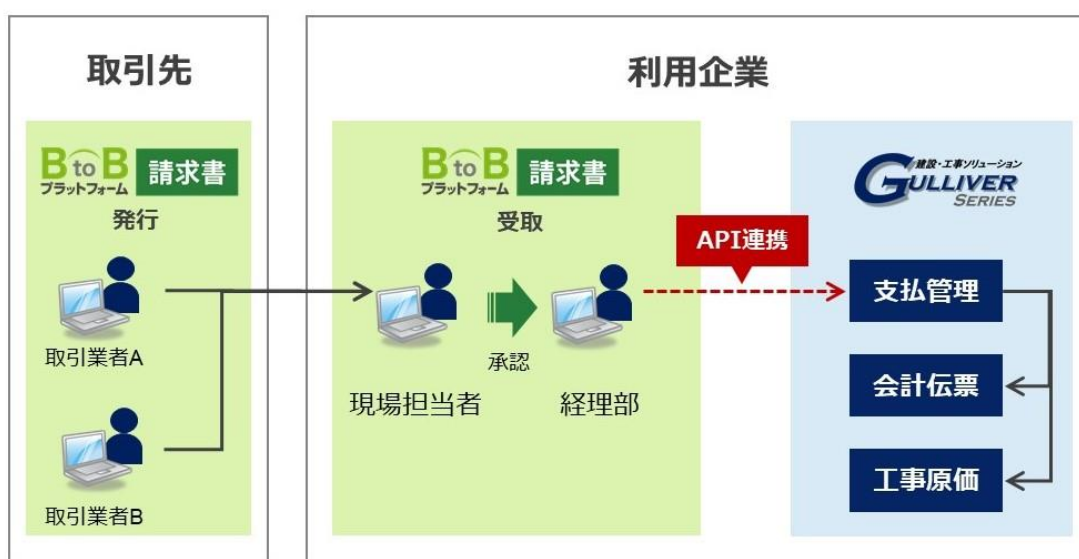 取引先
BtoB
プラットフォーム
請求書
発行
取引業者A
取引業者B
利用企業
BtoB
プラットフォーム
請求書
受取
現場担当者
承認
経理部
API連携
建設・工事ソリューション
GULLIVER
SERIES
支払管理
会計伝票
工事原価